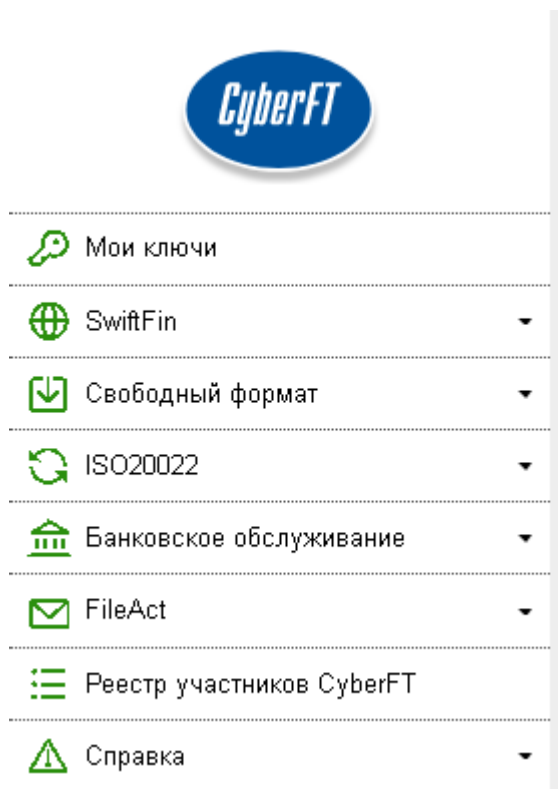 CyberFT
Мои ключи
SwiftFin
Свободный формат
ISO20022
Банковское обслуживание
FileAct
Реестр участников CyberFT
Справка